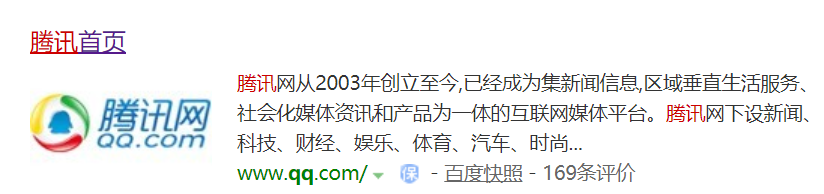 腾讯首页
腾讯网
QQ.com
腾讯网从2003年创立至今,已经成为集新闻信息,区域垂直生活服务、
社会化媒体资讯和产品为一体的互联网媒体平台。腾讯网下设新闻、
科技、财经、娱乐、体育、汽车、时尚...
www.qq.com/ 保 - 百度快照 - 169条评价